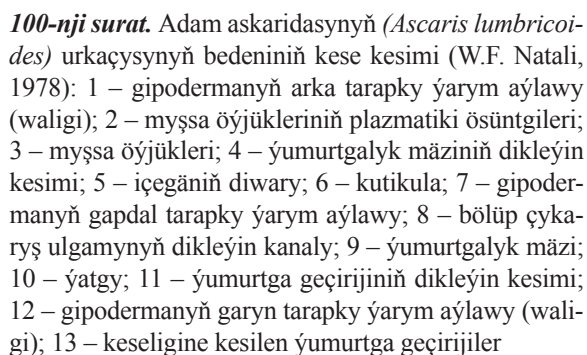 100-nji surat. Adam askaridasynyň (Ascaris lumbricoi-
des) urkaçysynyň bedeniniň kese kesimi (W.F. Natali,
1978): 1 – gipodermanyň arka tarapky ýarym aýlawy
(waligi); 2 – myşsa öýjükleriniň plazmatiki ösüntgileri;
3 – myşsa öýjükleri; 4 – ýumurtgalyk mäziniň dikleýin
kesimi; 5 – içegäniň diwary; 6 – kutikula; 7 – gipoder-
manyň gapdal tarapky ýarym aýlawy; 8 – bölüp çyka-
ryş ulgamynyň dikleýin kanaly; 9 – ýumurtgalyk mäzi;
10 – ýatgy; 11 – ýumurtga geçirijiniň dikleýin kesimi;
12 – gipodermanyň garyn tarapky ýarym aýlawy (wali-
gi); 13 – keseligine kesilen ýumurtga geçirijiler